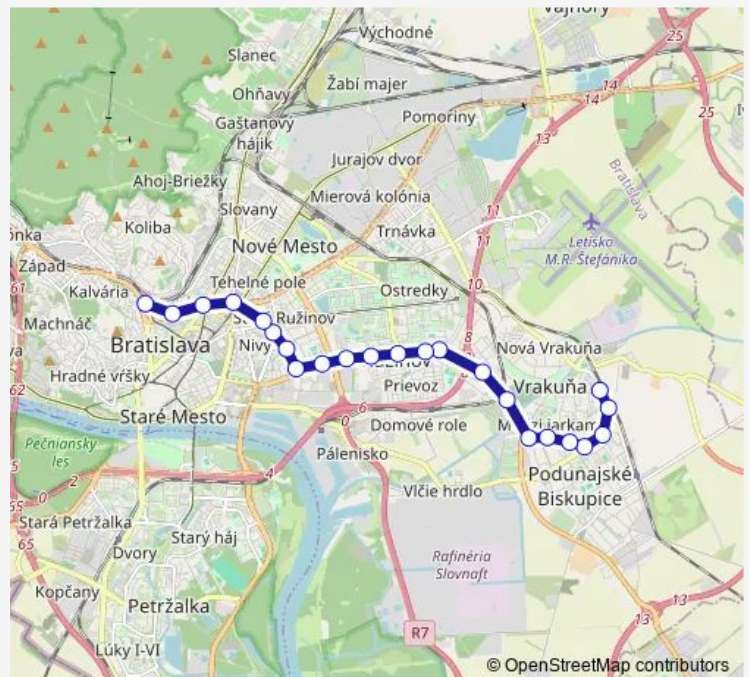 Vajnory
Východné
25
Slanec
Žabí majer
14
14
Ohňavy
25
Gaštanový
hájik
Pomoriny
13
Jurajov dvor
Ahoj-Briežky
Mierová kolónia
Bratislava
Koliba
Slovany
11
Trnávka
11
Nové Mesto
Letisko
M.R. Štefánika
Západ
61
Kalvária
Tehelné pole
Ostredky
10
Machnáč
Ružinov
8
Nová Vrakuňa
Bratislava
Nivy
Hradné výšky
Prievoz
Vrakuňa
Staré Mesto
6
0
Domové role
Pečniansky
les
4
Pálenisko
Podunajské
Biskupice
2
0
Vlčie hrdlo
65
Stará Petržalka
Starý háj
65
Dvory
Rafinéria
Slovnaft
Kopčany
Petržalka
13
13
R7
Lúky I-VI
© OpenStreetMap contributors